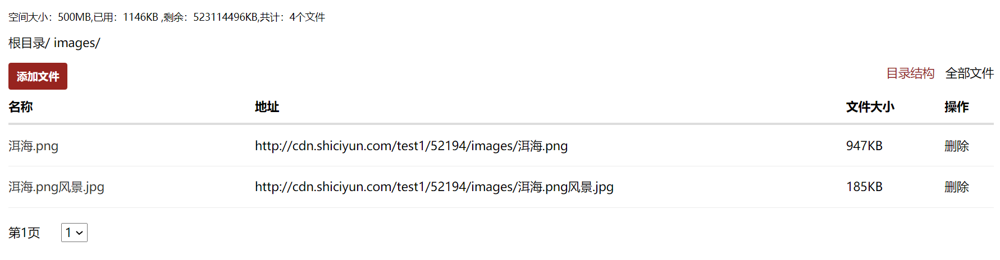 空间大小：500MB,已用：1146KB ,剩余：523114496KB,共计：4个文件
根目录/ images/
添加文件
目录结构 全部文件
名称 地址 文件大小 操作
洱海.png http://cdn.shiciyun.com/test1/52194/images/洱海.png 947KB 删除
洱海.png风景.jpg http://cdn.shiciyun.com/test1/52194/images/洱海.png风景.jpg 185KB 删除
第1页 1